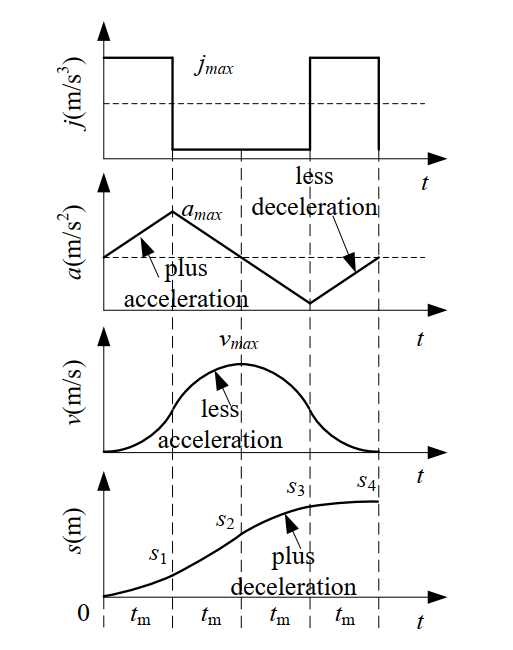 j(m/s³)
jmax
t
a(m/s²)
amax
less
deceleration
plus
acceleration
t
v(m/s)
vmax
less
acceleration
t
s(m)
s1
s2
s3
s4
plus
deceleration
0
tm
tm
tm
tm
t